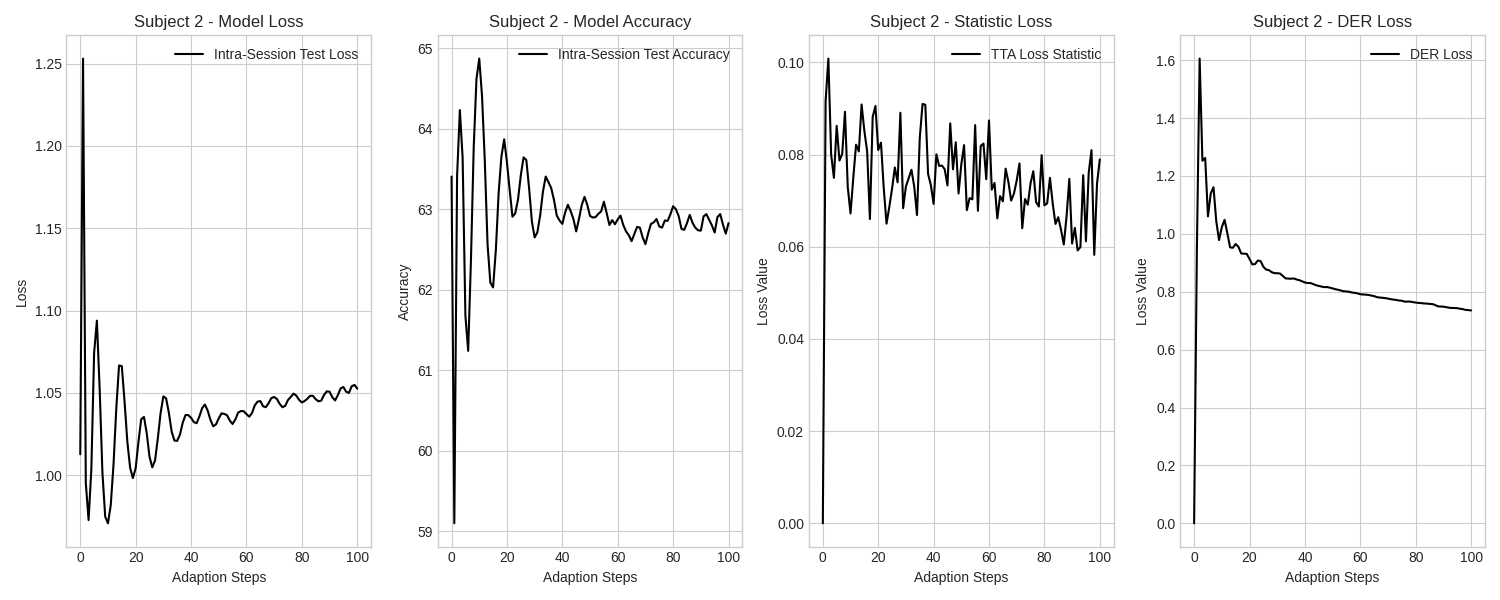 Subject 2 - Model Loss
Intra-Session Test Loss
1.25
1.20
1.15
1.10
1.05
1.00
Loss
0 20 40 60 80 100
Adaption Steps
Subject 2 - Model Accuracy
Intra-Session Test Accuracy
65
64
63
62
61
60
59
Accuracy
0 20 40 60 80 100
Adaption Steps
Subject 2 - Statistic Loss
TTA Loss Statistic
0.10
0.08
0.06
0.04
0.02
0.00
Loss Value
0 20 40 60 80 100
Adaption Steps
Subject 2 - DER Loss
DER Loss
1.6
1.4
1.2
1.0
0.8
0.6
0.4
0.2
0.0
Loss Value
0 20 40 60 80 100
Adaption Steps